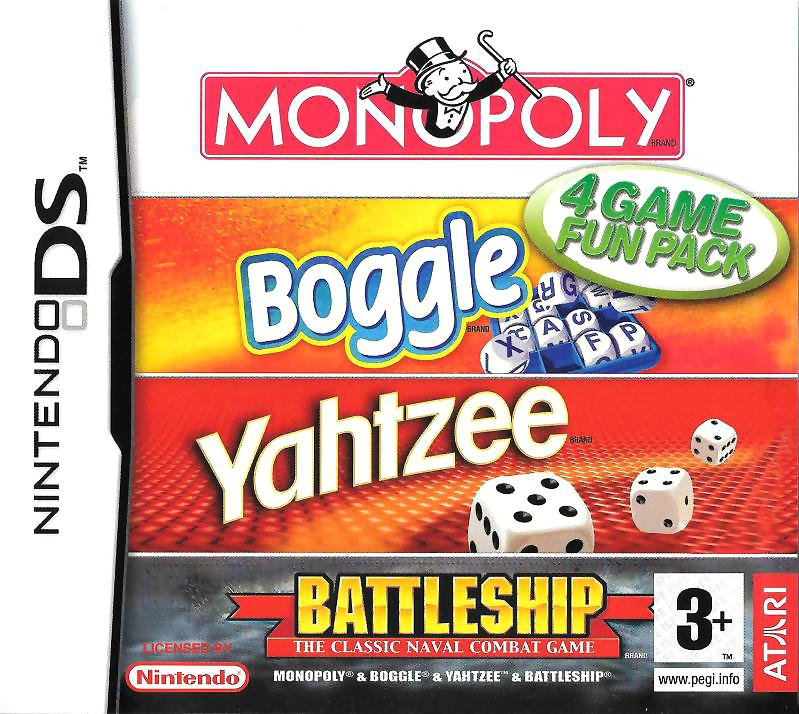 NINTENDO DS™
MONOPOLY®
BRAND
4 GAME
FUN PACK
Boggle
BRAND
R G
X A S
F P
Yahtzee
BRAND
BATTLESHIP
THE CLASSIC NAVAL COMBAT GAME
BRAND
LICENSED BY
Nintendo®
MONOPOLY® & BOGGLE® & YAHTZEE™ & BATTLESHIP®
3+
™
www.pegi.info
ATARI